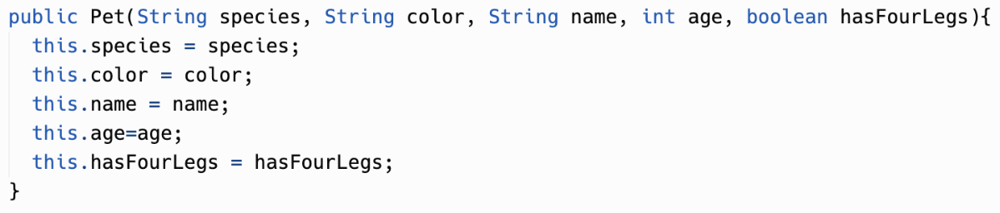 public Pet(String species, String color, String name, int age, boolean hasFourLegs){
  this.species = species;
  this.color = color;
  this.name = name;
  this.age=age;
  this.hasFourLegs = hasFourLegs;
}